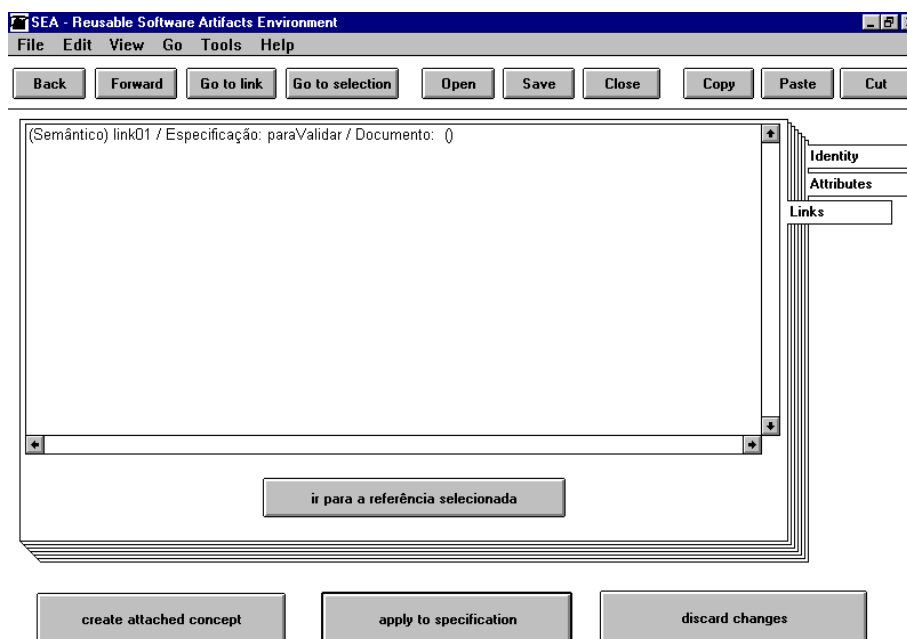 SEA - Reusable Software Artifacts Environment
File Edit View Go Tools Help
Back Forward Go to link Go to selection Open Save Close Copy Paste Cut
(Semântico) link01 / Especificação: paraValidar / Documento: ()
Identity
Attributes
Links
ir para a referência selecionada
create attached concept apply to specification discard changes